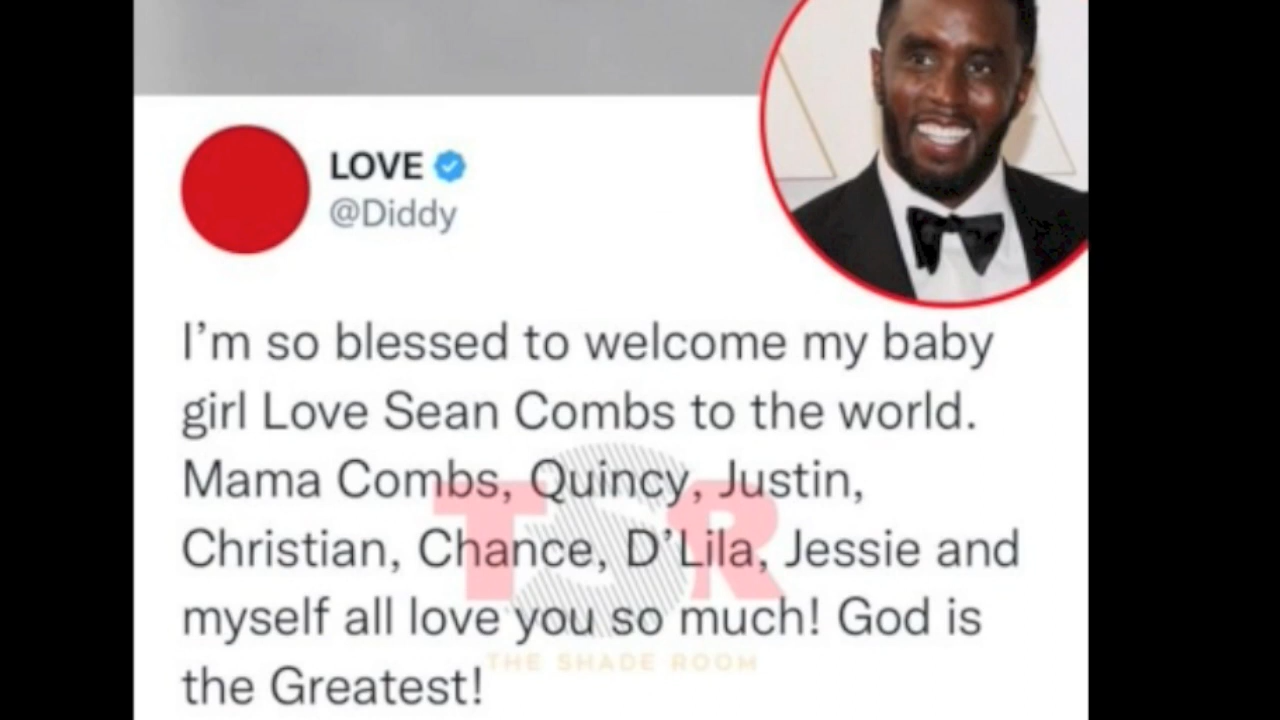 LOVE
@Diddy
I'm so blessed to welcome my baby
girl Love Sean Combs to the world.
Mama Combs, Quincy, Justin,
Christian, Chance, D'Lila, Jessie and
myself all love you so much! God is
the Greatest!
TSR
THE SHADE ROOM